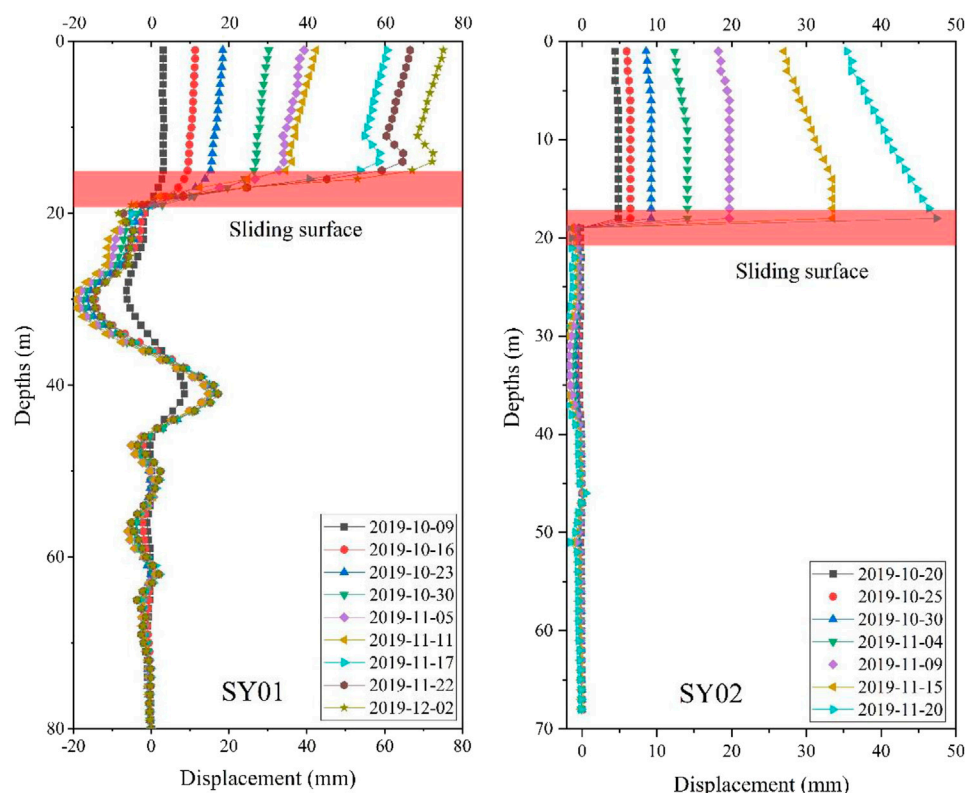 -20 0 20 40 60 80
0
20
40
60
80
Depths (m)
Sliding surface
2019-10-09
2019-10-16
2019-10-23
2019-10-30
2019-11-05
2019-11-11
2019-11-17
2019-11-22
2019-12-02
SY01
-20 0 20 40 60 80
Displacement (mm)
0 10 20 30 40 50
0
10
20
30
40
50
60
70
Depths (m)
Sliding surface
2019-10-20
2019-10-25
2019-10-30
2019-11-04
2019-11-09
2019-11-15
2019-11-20
SY02
0 10 20 30 40 50
Displacement (mm)